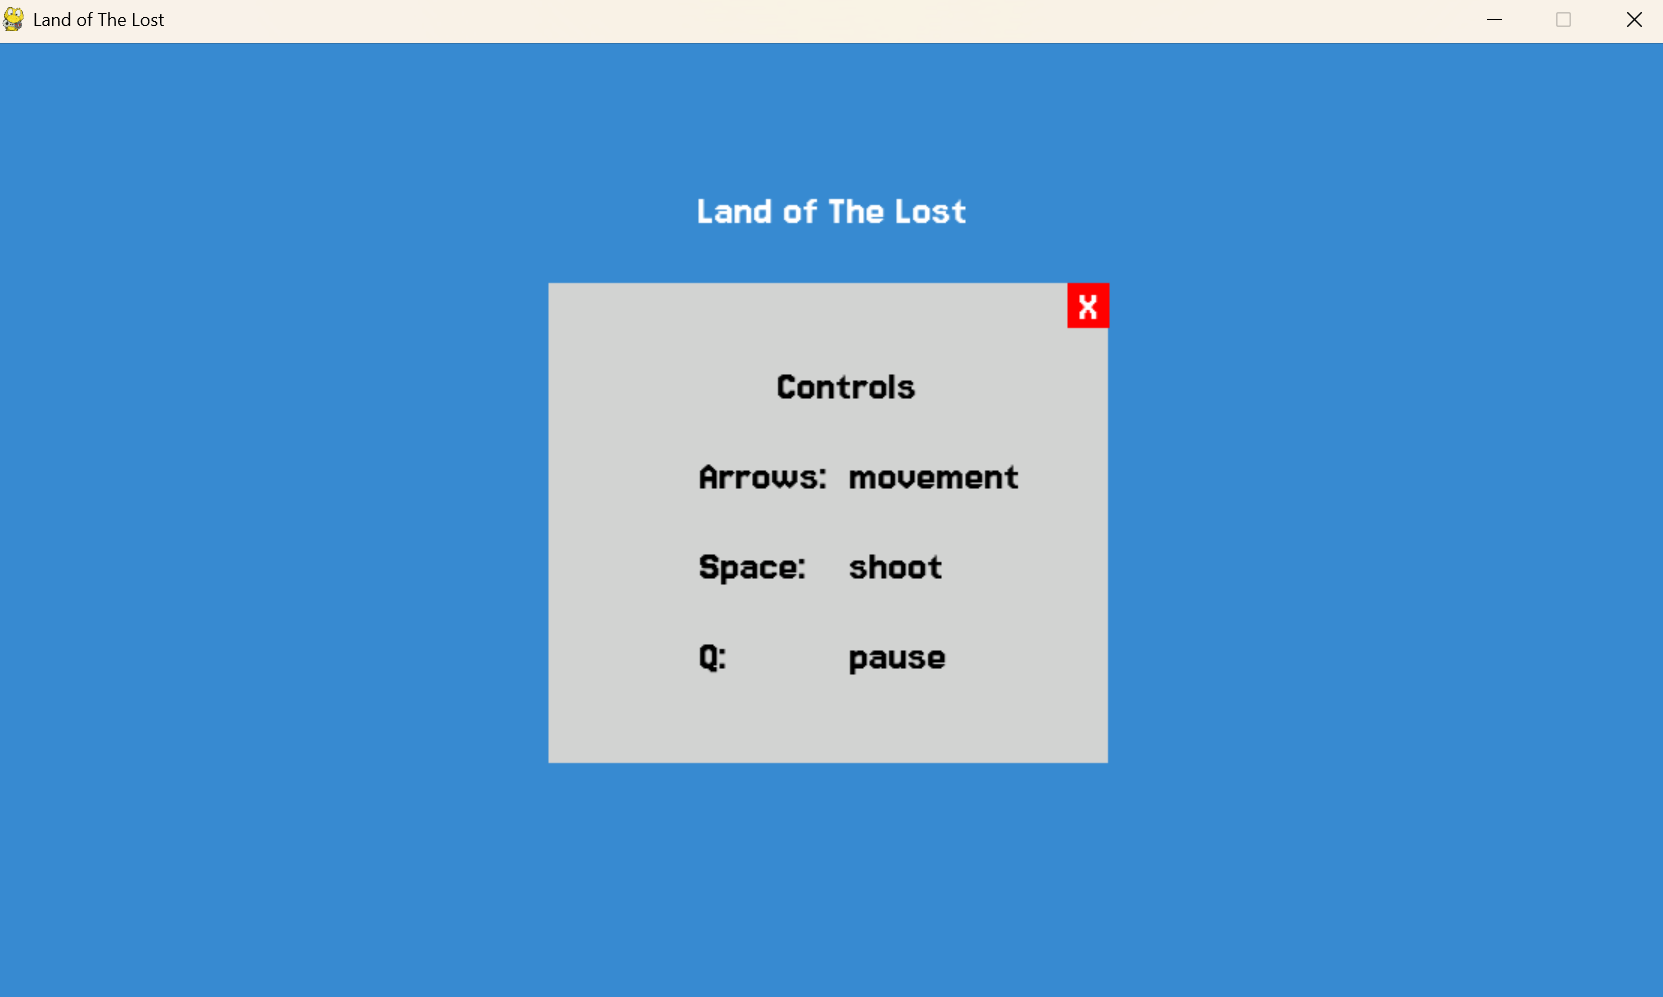 Land of The Lost
Land of The Lost
X
Controls
Arrows: movement
Space: shoot
Q: pause